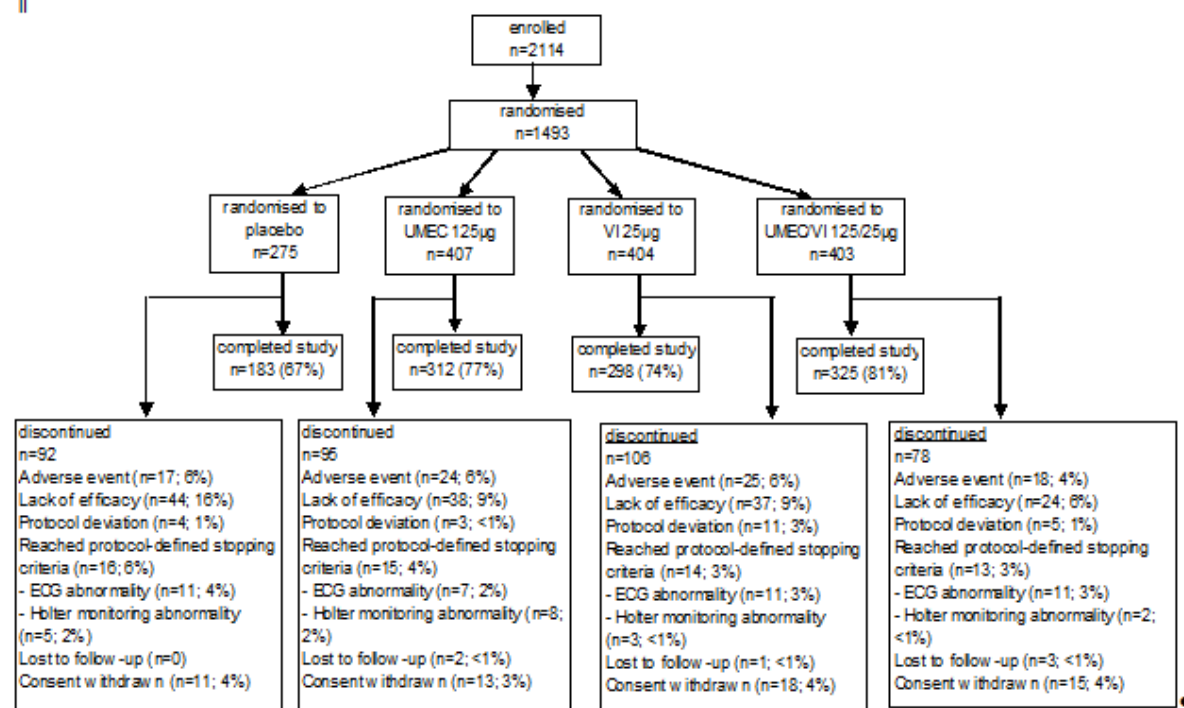 enrolled
n=2114
randomised
n=1493
randomised to
placebo
n=275
randomised to
UMEC 125µg
n=407
randomised to
VI 25µg
n=404
randomised to
UMEC/VI 125/25µg
n=403
completed study
n=183 (67%)
completed study
n=312 (77%)
completed study
n=298 (74%)
completed study
n=325 (81%)
discontinued
n=92
Adverse event (n=17; 6%)
Lack of efficacy (n=44; 16%)
Protocol deviation (n=4; 1%)
Reached protocol-defined stopping
criteria (n=16; 6%)
- ECG abnormality (n=11; 4%)
- Holter monitoring abnormality
(n=5; 2%)
Lost to follow-up (n=0)
Consent withdrawn (n=11; 4%)
discontinued
n=95
Adverse event (n=24; 6%)
Lack of efficacy (n=38; 9%)
Protocol deviation (n=3; <1%)
Reached protocol-defined stopping
criteria (n=15; 4%)
- ECG abnormality (n=7; 2%)
- Holter monitoring abnormality (n=8;
2%)
Lost to follow-up (n=2; <1%)
Consent withdrawn (n=13; 3%)
discontinued
n=106
Adverse event (n=25; 6%)
Lack of efficacy (n=37; 9%)
Protocol deviation (n=11; 3%)
Reached protocol-defined stopping
criteria (n=14; 3%)
- ECG abnormality (n=11; 3%)
- Holter monitoring abnormality
(n=3; <1%)
Lost to follow-up (n=1; <1%)
Consent withdrawn (n=18; 4%)
discontinued
n=78
Adverse event (n=18; 4%)
Lack of efficacy (n=24; 6%)
Protocol deviation (n=5; 1%)
Reached protocol-defined stopping
criteria (n=13; 3%)
- ECG abnormality (n=11; 3%)
- Holter monitoring abnormality (n=2;
<1%)
Lost to follow-up (n=3; <1%)
Consent withdrawn (n=15; 4%)